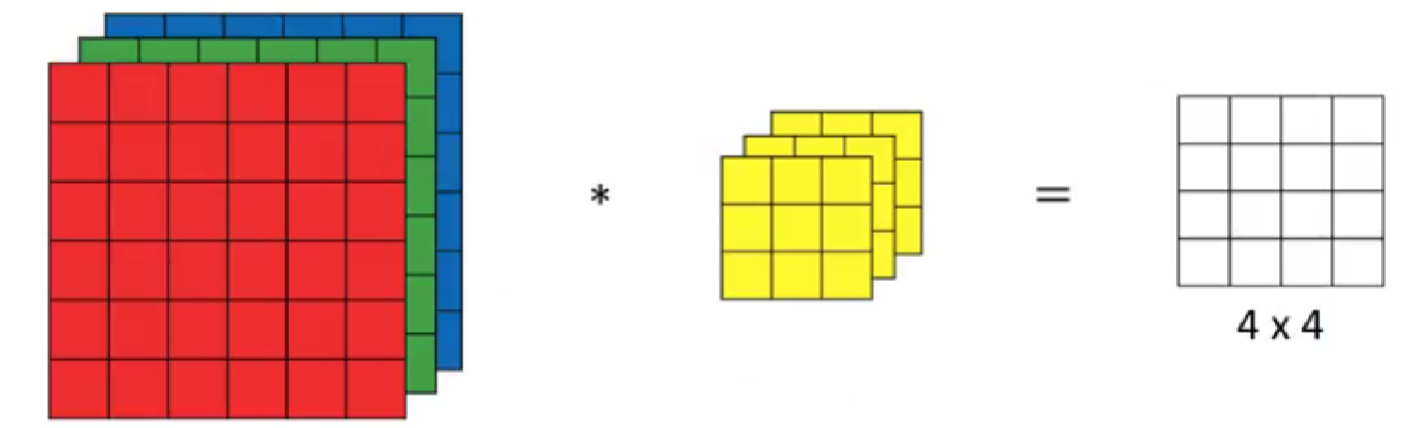 * =
4 x 4